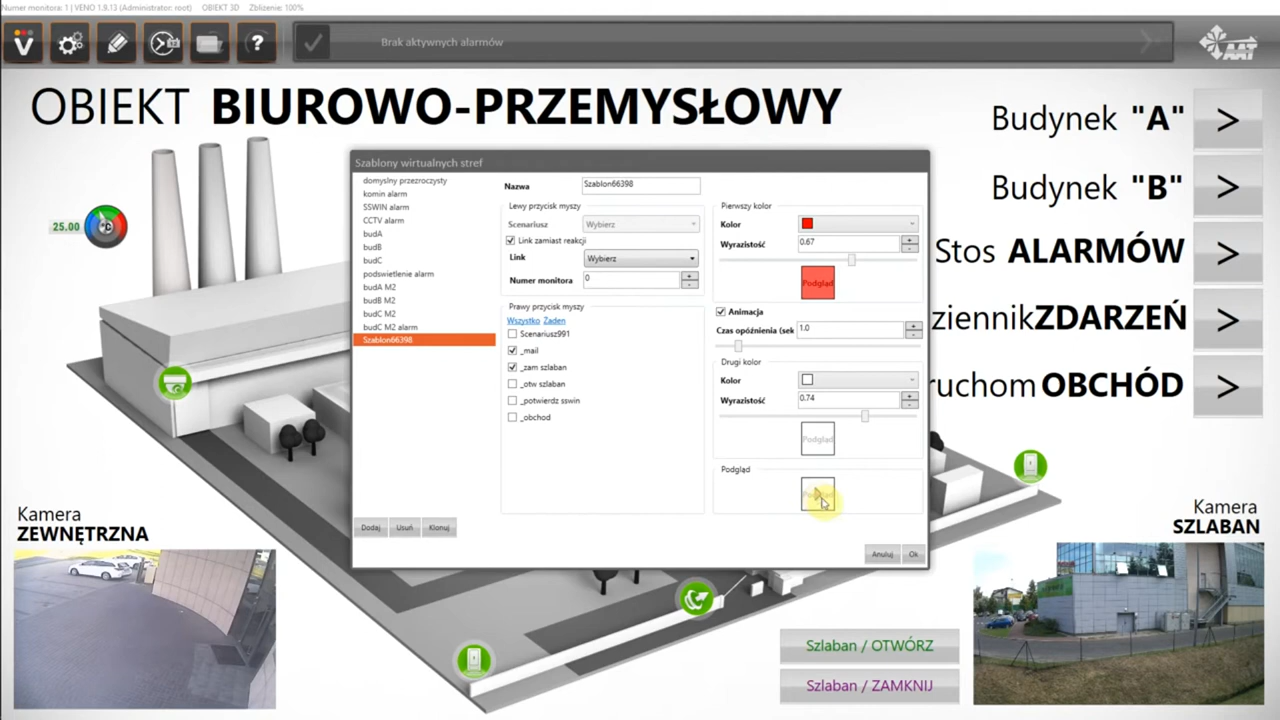 Numer monitora: 1 | VENO 1.9.13 (Administrator: root) OBIEKT 3D Zbliżenie: 100%
Brak aktywnych alarmów
AAT
OBIEKT BIUROWO-PRZEMYSŁOWY
Budynek "A" >
Budynek "B" >
Stos ALARMÓW >
ziennikZDARZEŃ >
ruchom OBCHÓD >
25.00
°C
Szablony wirtualnych stref
domyslny przezroczysty
komin alarm
SSWIN alarm
CCTV alarm
budA
budB
budC
podswietlenie alarm
budA M2
budB M2
budC M2
budC M2 alarm
Szablon66398
Dodaj Usuń Klonuj
Nazwa Szablon66398
Lewy przycisk myszy
Scenariusz Wybierz
Link zamiast reakcji
Link Wybierz
Numer monitora 0
Prawy przycisk myszy
Wszystko Żaden
Scenariusz991
_mail
_zam szlaban
_otw szlaban
_potwierdz sswin
_obchod
Pierwszy kolor
Kolor
Wyrazistość 0.67
Podgląd
Animacja
Czas opóźnienia (sek 1.0
Drugi kolor
Kolor
Wyrazistość 0.74
Podgląd
Podgląd
Anuluj Ok
Kamera
ZEWNĘTRZNA
Kamera
SZLABAN
Szlaban / OTWÓRZ
Szlaban / ZAMKNIJ